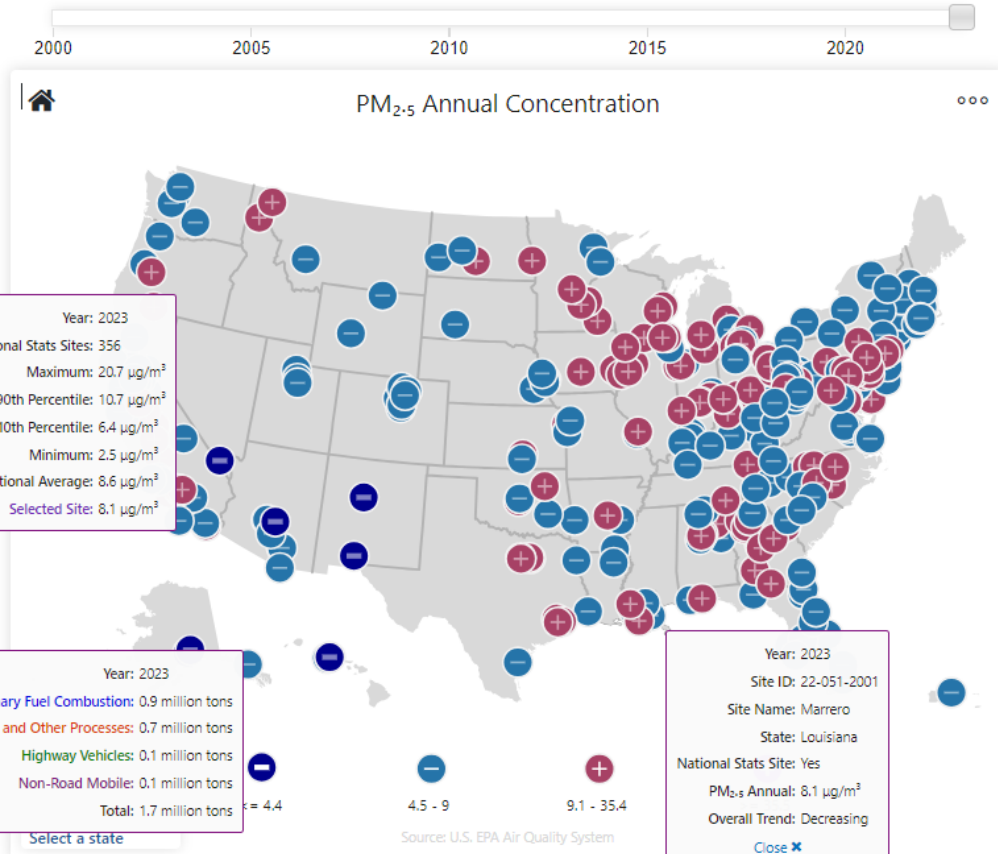 2000 2005 2010 2015 2020
PM₂.₅ Annual Concentration
Year: 2023
onal Stats Sites: 356
Maximum: 20.7 µg/m³
90th Percentile: 10.7 µg/m³
10th Percentile: 6.4 µg/m³
Minimum: 2.5 µg/m³
tional Average: 8.6 µg/m³
Selected Site: 8.1 µg/m³
Year: 2023
ary Fuel Combustion: 0.9 million tons
and Other Processes: 0.7 million tons
Highway Vehicles: 0.1 million tons
Non-Road Mobile: 0.1 million tons
Total: 1.7 million tons
Year: 2023
Site ID: 22-051-2001
Site Name: Marrero
State: Louisiana
National Stats Site: Yes
PM₂.₅ Annual: 8.1 µg/m³
Overall Trend: Decreasing
Close ✖
<= 4.4 4.5 - 9 9.1 - 35.4
Select a state
Source: U.S. EPA Air Quality System